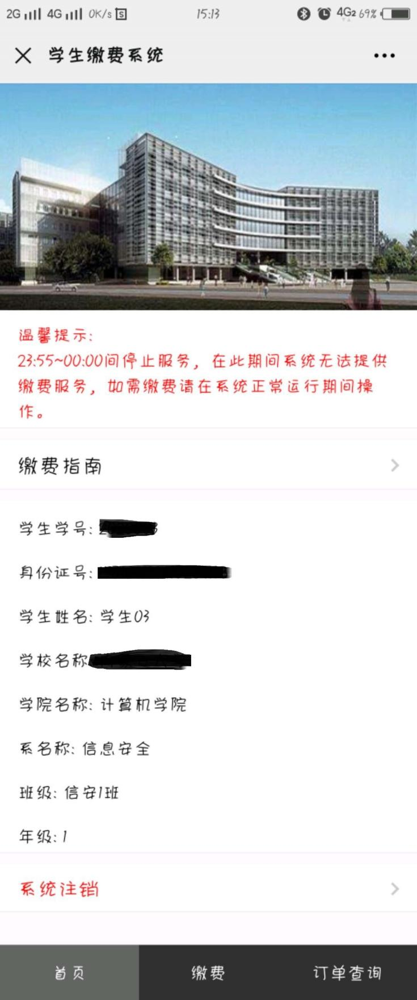 2G 4G 0K/s S 15:13 4G2 69%
学生缴费系统
温馨提示:
23:55~00:00间停止服务，在此期间系统无法提供
缴费服务，如需缴费请在系统正常运行期间操
作。
缴费指南
学生学号:
身份证号:
学生姓名: 学生03
学校名称
学院名称: 计算机学院
系名称: 信息安全
班级: 信安1班
年级: 1
系统注销
首页 缴费 订单查询